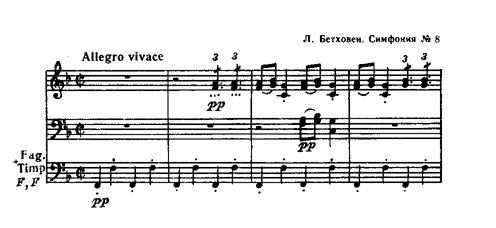 Л. Бетховен. Симфония № 8
Allegro vivace
3 3 3 3
pp
pp
Fag.
Timp
F, F
pp